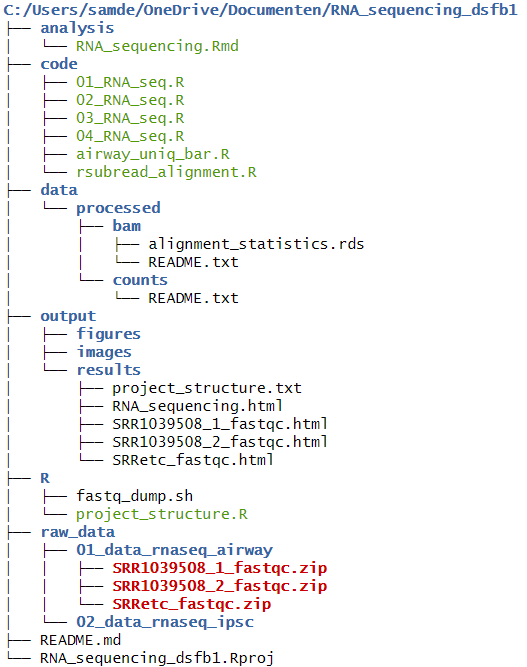 C:/Users/samde/OneDrive/Documenten/RNA_sequencing_dsfb1
├── analysis
│   └── RNA_sequencing.Rmd
├── code
│   ├── 01_RNA_seq.R
│   ├── 02_RNA_seq.R
│   ├── 03_RNA_seq.R
│   ├── 04_RNA_seq.R
│   ├── airway_uniq_bar.R
│   └── rsubread_alignment.R
├── data
│   └── processed
│       ├── bam
│       │   ├── alignment_statistics.rds
│       │   └── README.txt
│       └── counts
│           └── README.txt
├── output
│   ├── figures
│   ├── images
│   └── results
│       ├── project_structure.txt
│       ├── RNA_sequencing.html
│       ├── SRR1039508_1_fastqc.html
│       ├── SRR1039508_2_fastqc.html
│       └── SRRetc_fastqc.html
├── R
│   ├── fastq_dump.sh
│   └── project_structure.R
├── raw_data
│   ├── 01_data_rnaseq_airway
│   │   ├── SRR1039508_1_fastqc.zip
│   │   ├── SRR1039508_2_fastqc.zip
│   │   └── SRRetc_fastqc.zip
│   └── 02_data_rnaseq_ipsc
├── README.md
└── RNA_sequencing_dsfb1.Rproj